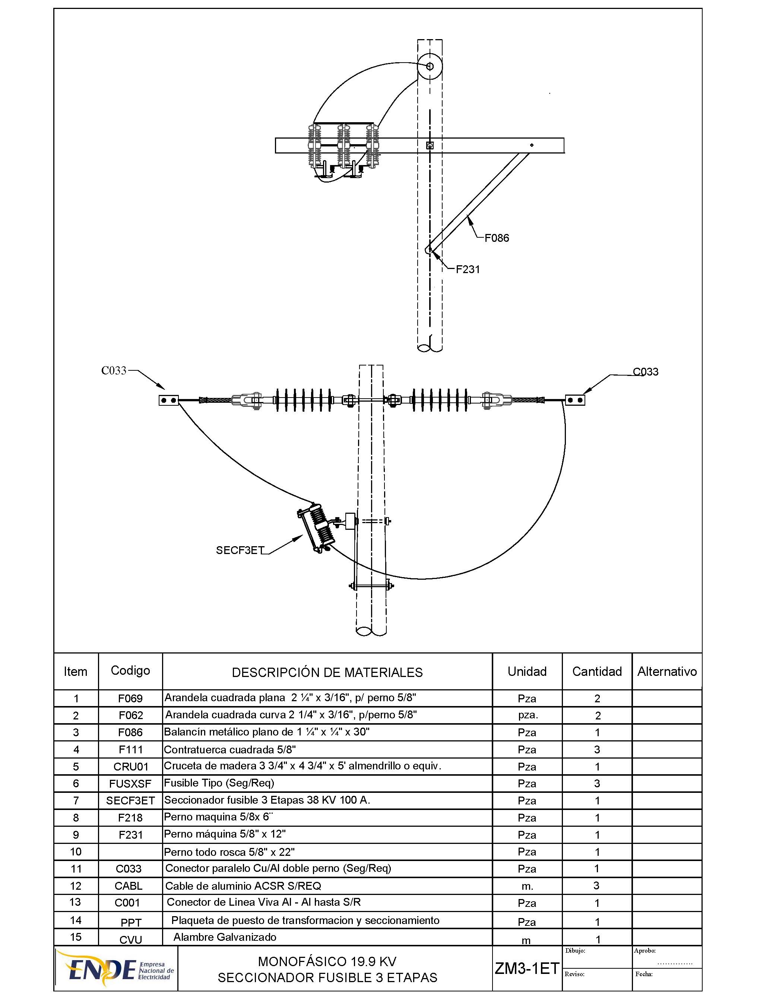 F086
F231
C033
C033
SECF3ET
Item Codigo DESCRIPCIÓN DE MATERIALES Unidad Cantidad Alternativo
1 F069 Arandela cuadrada plana 2 ¼" x 3/16", p/ perno 5/8" Pza 2
2 F062 Arandela cuadrada curva 2 1/4" x 3/16", p/perno 5/8" pza. 2
3 F086 Balancín metálico plano de 1 ¼" x ¼" x 30" Pza 1
4 F111 Contratuerca cuadrada 5/8" Pza 3
5 CRU01 Cruceta de madera 3 3/4" x 4 3/4" x 5' almendrillo o equiv. Pza 1
6 FUSXSF Fusible Tipo (Seg/Req) Pza 3
7 SECF3ET Seccionador fusible 3 Etapas 38 KV 100 A. Pza 1
8 F218 Perno maquina 5/8x 6¨ Pza 1
9 F231 Perno máquina 5/8" x 12" Pza 1
10 Perno todo rosca 5/8" x 22" Pza 1
11 C033 Conector paralelo Cu/Al doble perno (Seg/Req) Pza 1
12 CABL Cable de aluminio ACSR S/REQ m. 3
13 C001 Conector de Linea Viva Al - Al hasta S/R Pza 1
14 PPT Plaqueta de puesto de transformacion y seccionamiento Pza 1
15 CVU Alambre Galvanizado m 1
ENDE Empresa Nacional de Electricidad
MONOFÁSICO 19.9 KV
SECCIONADOR FUSIBLE 3 ETAPAS
ZM3-1ET
Dibujo: Aprobo:
..............
Reviso: Fecha: